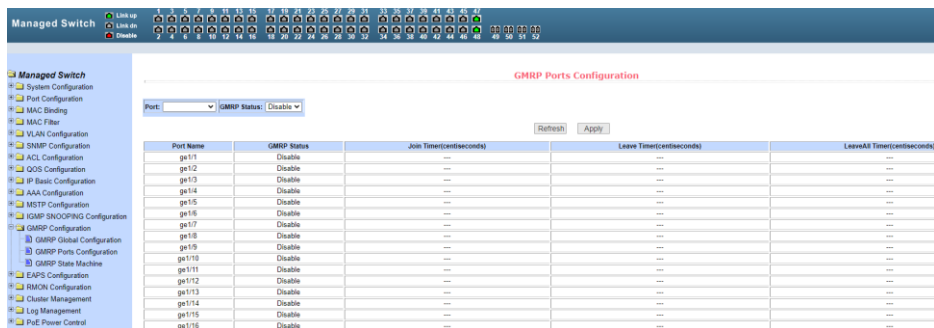 Managed Switch
Link up
Link dn
Disable
1 3 5 7 9 11 13 15 17 19 21 23 25 27 29 31 33 35 37 39 41 43 45 47
2 4 6 8 10 12 14 16 18 20 22 24 26 28 30 32 34 36 38 40 42 44 46 48 49 50 51 52
Managed Switch
System Configuration
Port Configuration
MAC Binding
MAC Filter
VLAN Configuration
SNMP Configuration
ACL Configuration
QOS Configuration
IP Basic Configuration
AAA Configuration
MSTP Configuration
IGMP SNOOPING Configuration
GMRP Configuration
GMRP Global Configuration
GMRP Ports Configuration
GMRP State Machine
EAPS Configuration
RMON Configuration
Cluster Management
Log Management
PoE Power Control
GMRP Ports Configuration
Port: GMRP Status: Disable
Refresh Apply
Port Name GMRP Status Join Timer(centiseconds) Leave Timer(centiseconds) LeaveAll Timer(centiseconds)
ge1/1 Disable --- --- ---
ge1/2 Disable --- --- ---
ge1/3 Disable --- --- ---
ge1/4 Disable --- --- ---
ge1/5 Disable --- --- ---
ge1/6 Disable --- --- ---
ge1/7 Disable --- --- ---
ge1/8 Disable --- --- ---
ge1/9 Disable --- --- ---
ge1/10 Disable --- --- ---
ge1/11 Disable --- --- ---
ge1/12 Disable --- --- ---
ge1/13 Disable --- --- ---
ge1/14 Disable --- --- ---
ge1/15 Disable --- --- ---
ge1/16 Disable --- --- ---